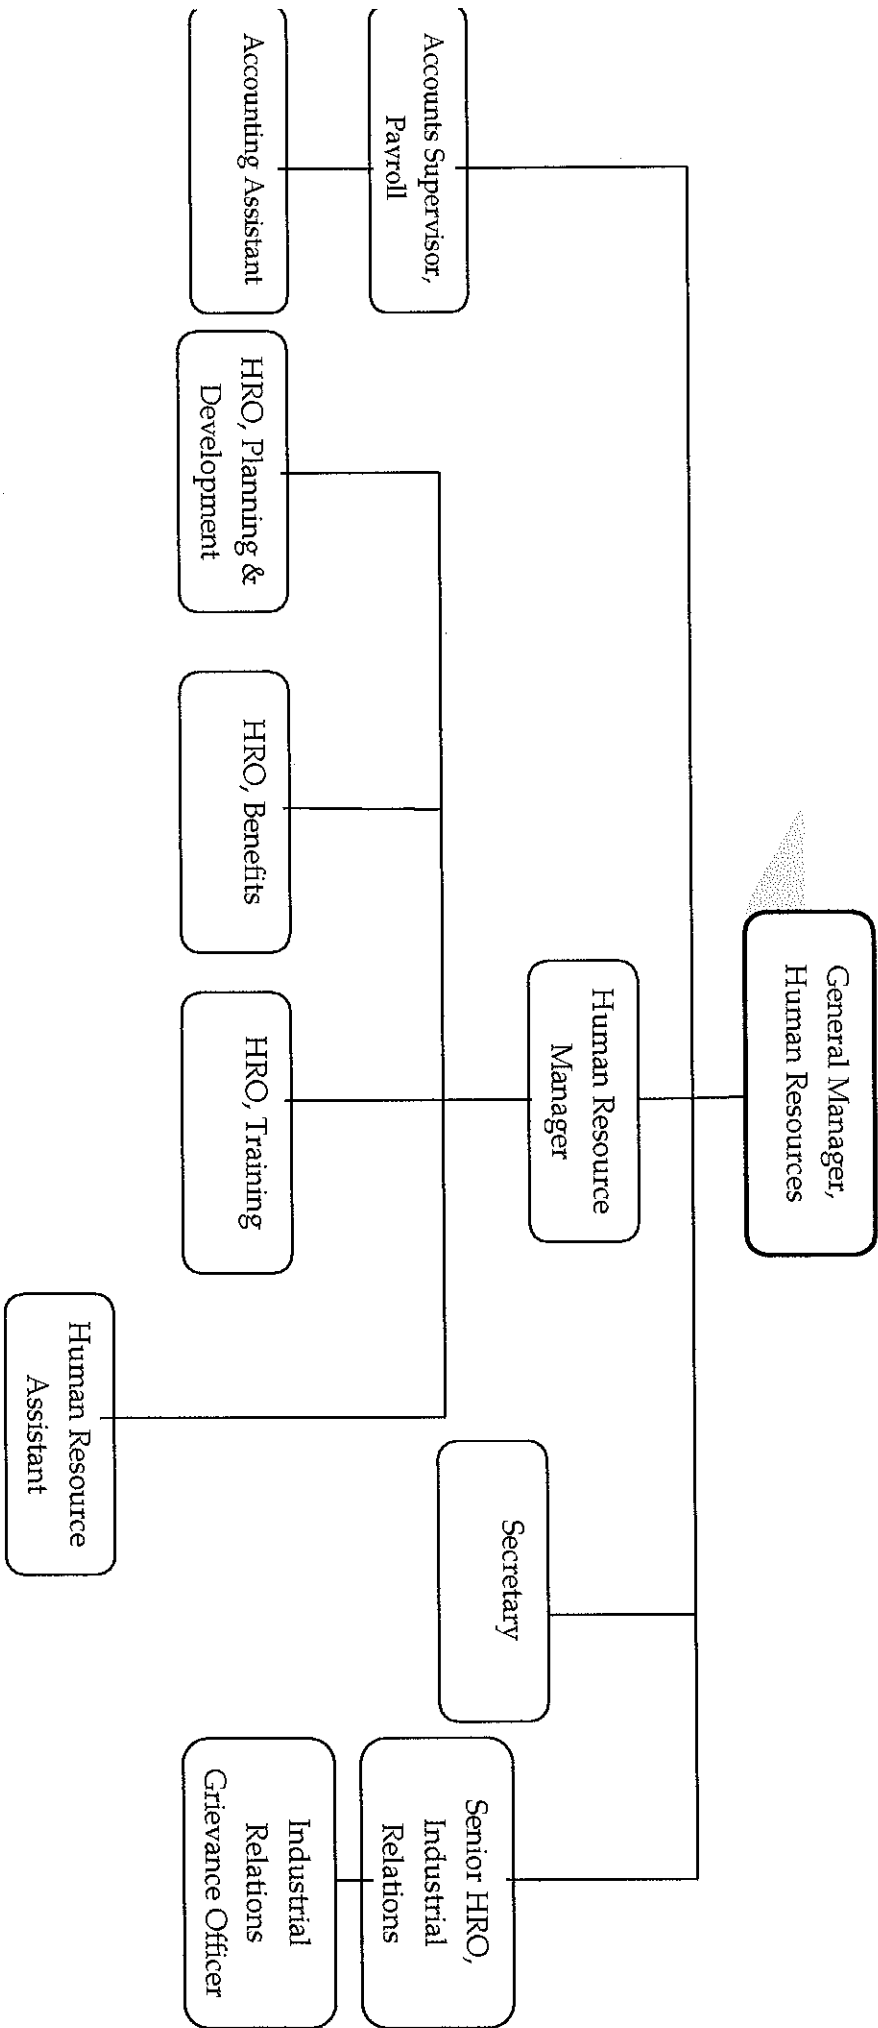 General Manager,
Human Resources
Human Resource
Manager
Secretary
Accounts Supervisor,
Payroll
Senior HRO,
Industrial
Relations
Accounting Assistant
HRO, Planning &
Development
HRO, Benefits
HRO, Training
Industrial
Relations
Grievance Officer
Human Resource
Assistant